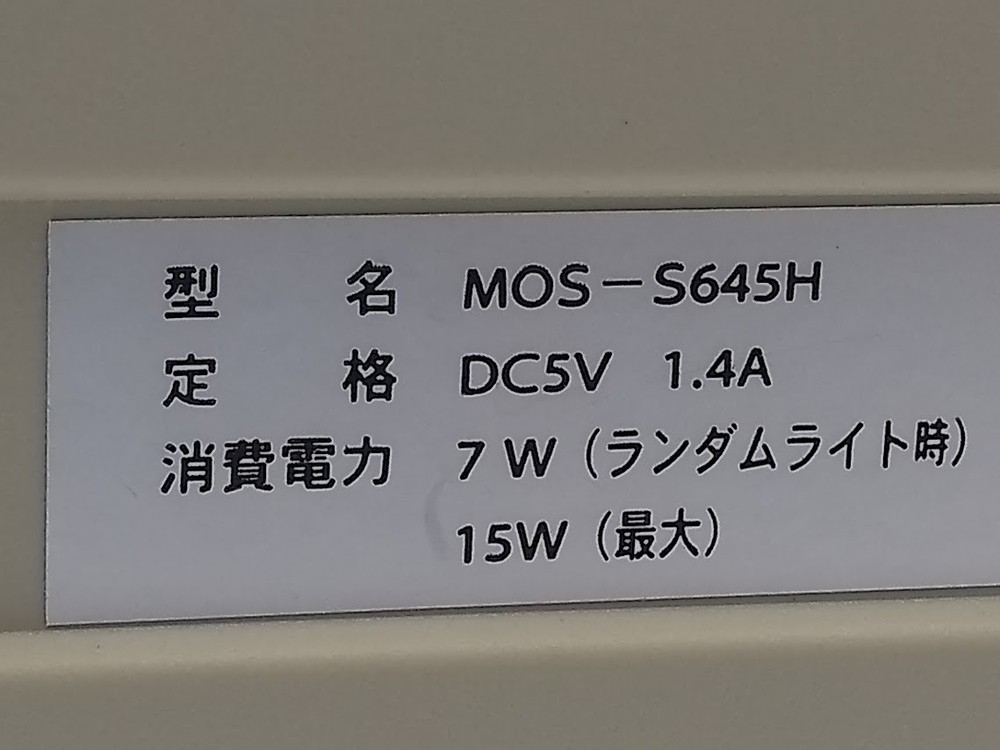 型名 MOS-S645H
定格 DC5V 1.4A
消費電力 7W(ランダムライト時)
15W(最大)